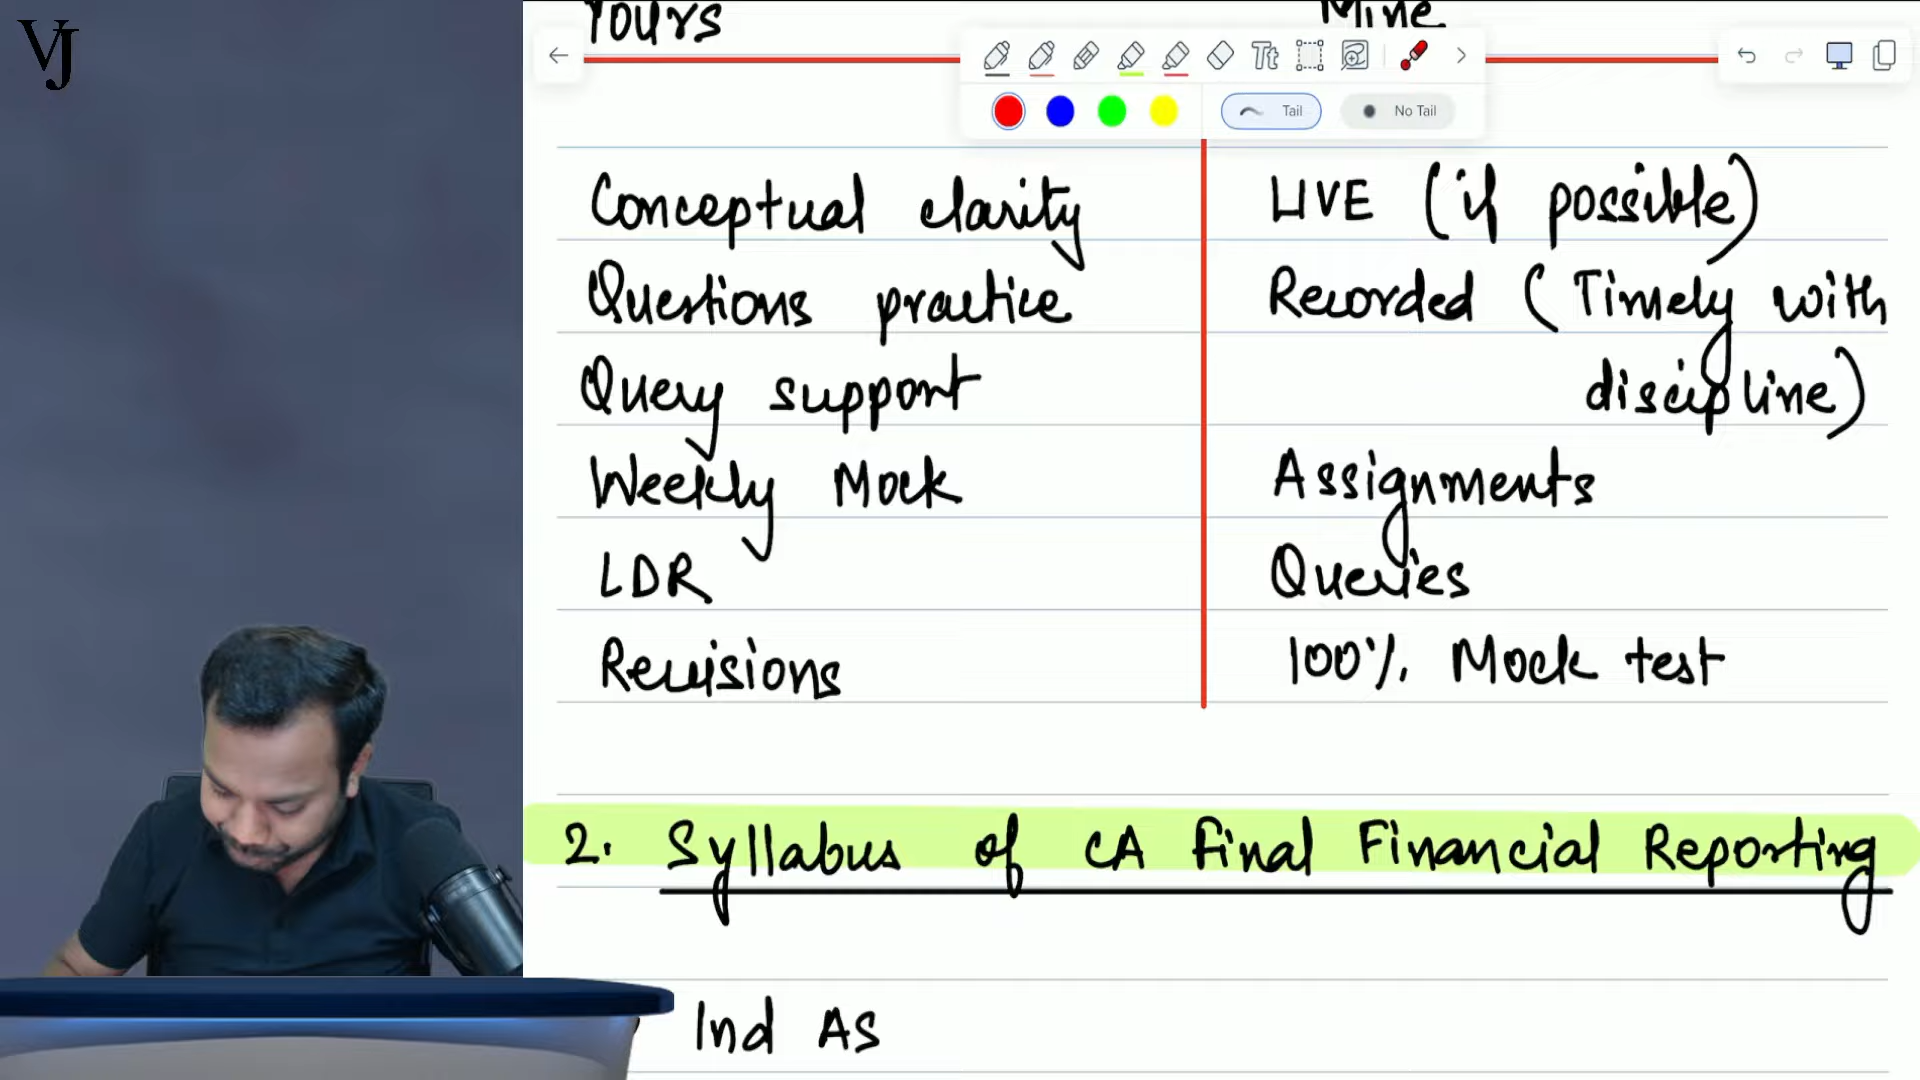 VJ
Yours Mine
Tail No Tail
Conceptual clarity LIVE (if possible)
Questions practice Recorded (Timely with
Query support discipline)
Weekly Mock Assignments
LDR Queries
Revisions 100% Mock test
2. Syllabus of CA Final Financial Reporting
Ind AS